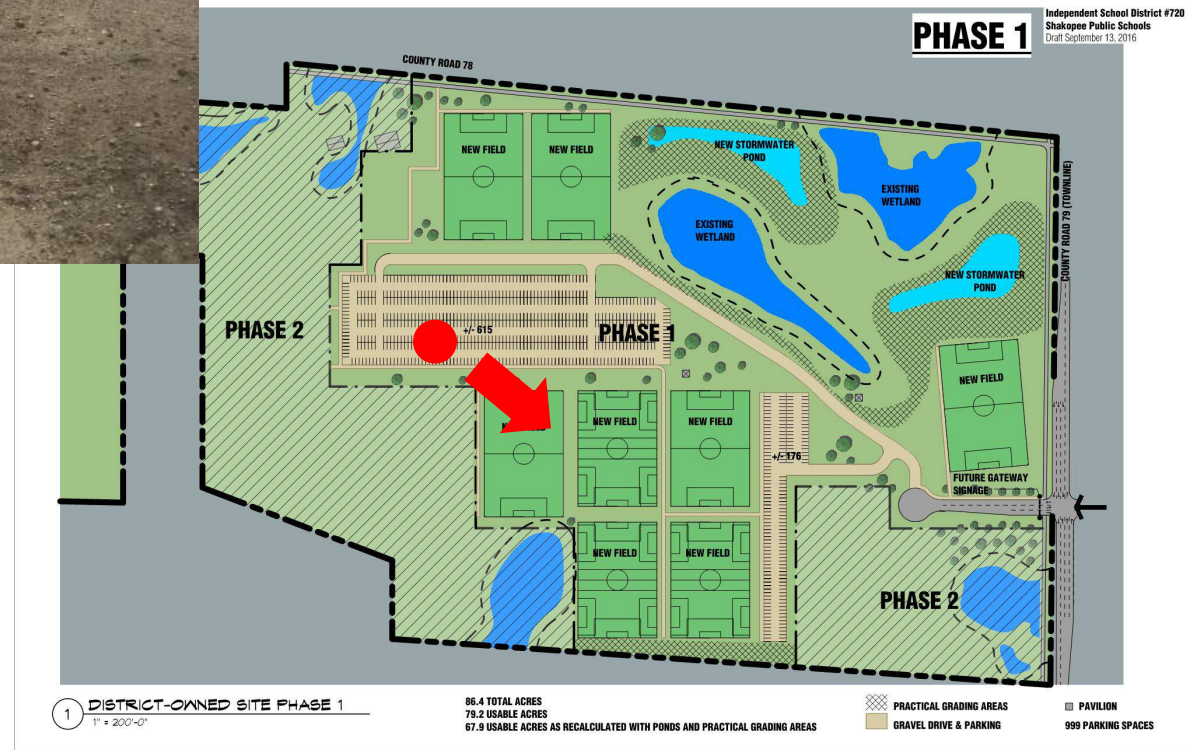 PHASE 1
Independent School District #720
Shakopee Public Schools
Draft September 13, 2016
COUNTY ROAD 78
NEW FIELD
NEW FIELD
NEW STORMWATER
POND
EXISTING
WETLAND
EXISTING
WETLAND
COUNTY ROAD 79 (TOWNLINE)
NEW STORMWATER
POND
PHASE 2
+/- 615
PHASE 1
NEW FIELD
NEW FIELD
NEW FIELD
+/- 176
FUTURE GATEWAY
SIGNAGE
NEW FIELD
NEW FIELD
PHASE 2
1
DISTRICT-OWNED SITE PHASE 1
1" = 200'-0"
86.4 TOTAL ACRES
79.2 USABLE ACRES
67.9 USABLE ACRES AS RECALCULATED WITH PONDS AND PRACTICAL GRADING AREAS
PRACTICAL GRADING AREAS
GRAVEL DRIVE & PARKING
PAVILION
999 PARKING SPACES